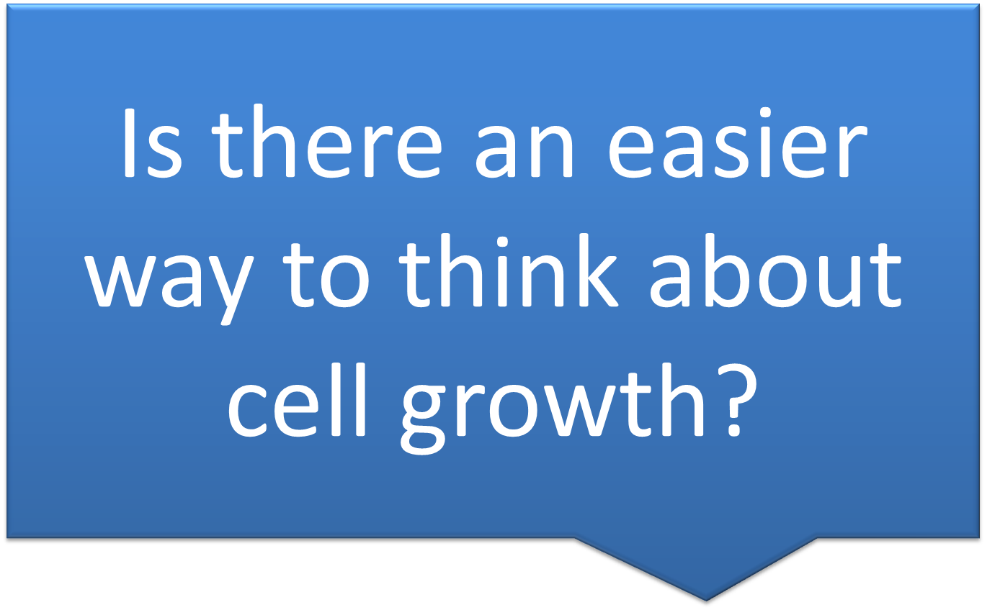 Is there an easier
way to think about
cell growth?